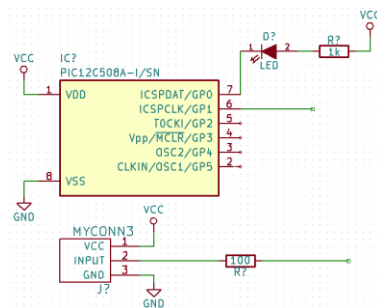 VCC
D?
1
2
LED
R?
1k
VCC
IC?
PIC12C508A-I/SN
1
VDD
ICSPDAT/GP0
7
ICSPCLK/GP1
6
T0CKI/GP2
5
Vpp/MCLR/GP3
4
OSC2/GP4
3
CLKIN/OSC1/GP5
2
8
VSS
GND
MYCONN3
VCC
1
VCC
INPUT
2
GND
3
J?
GND
100
R?